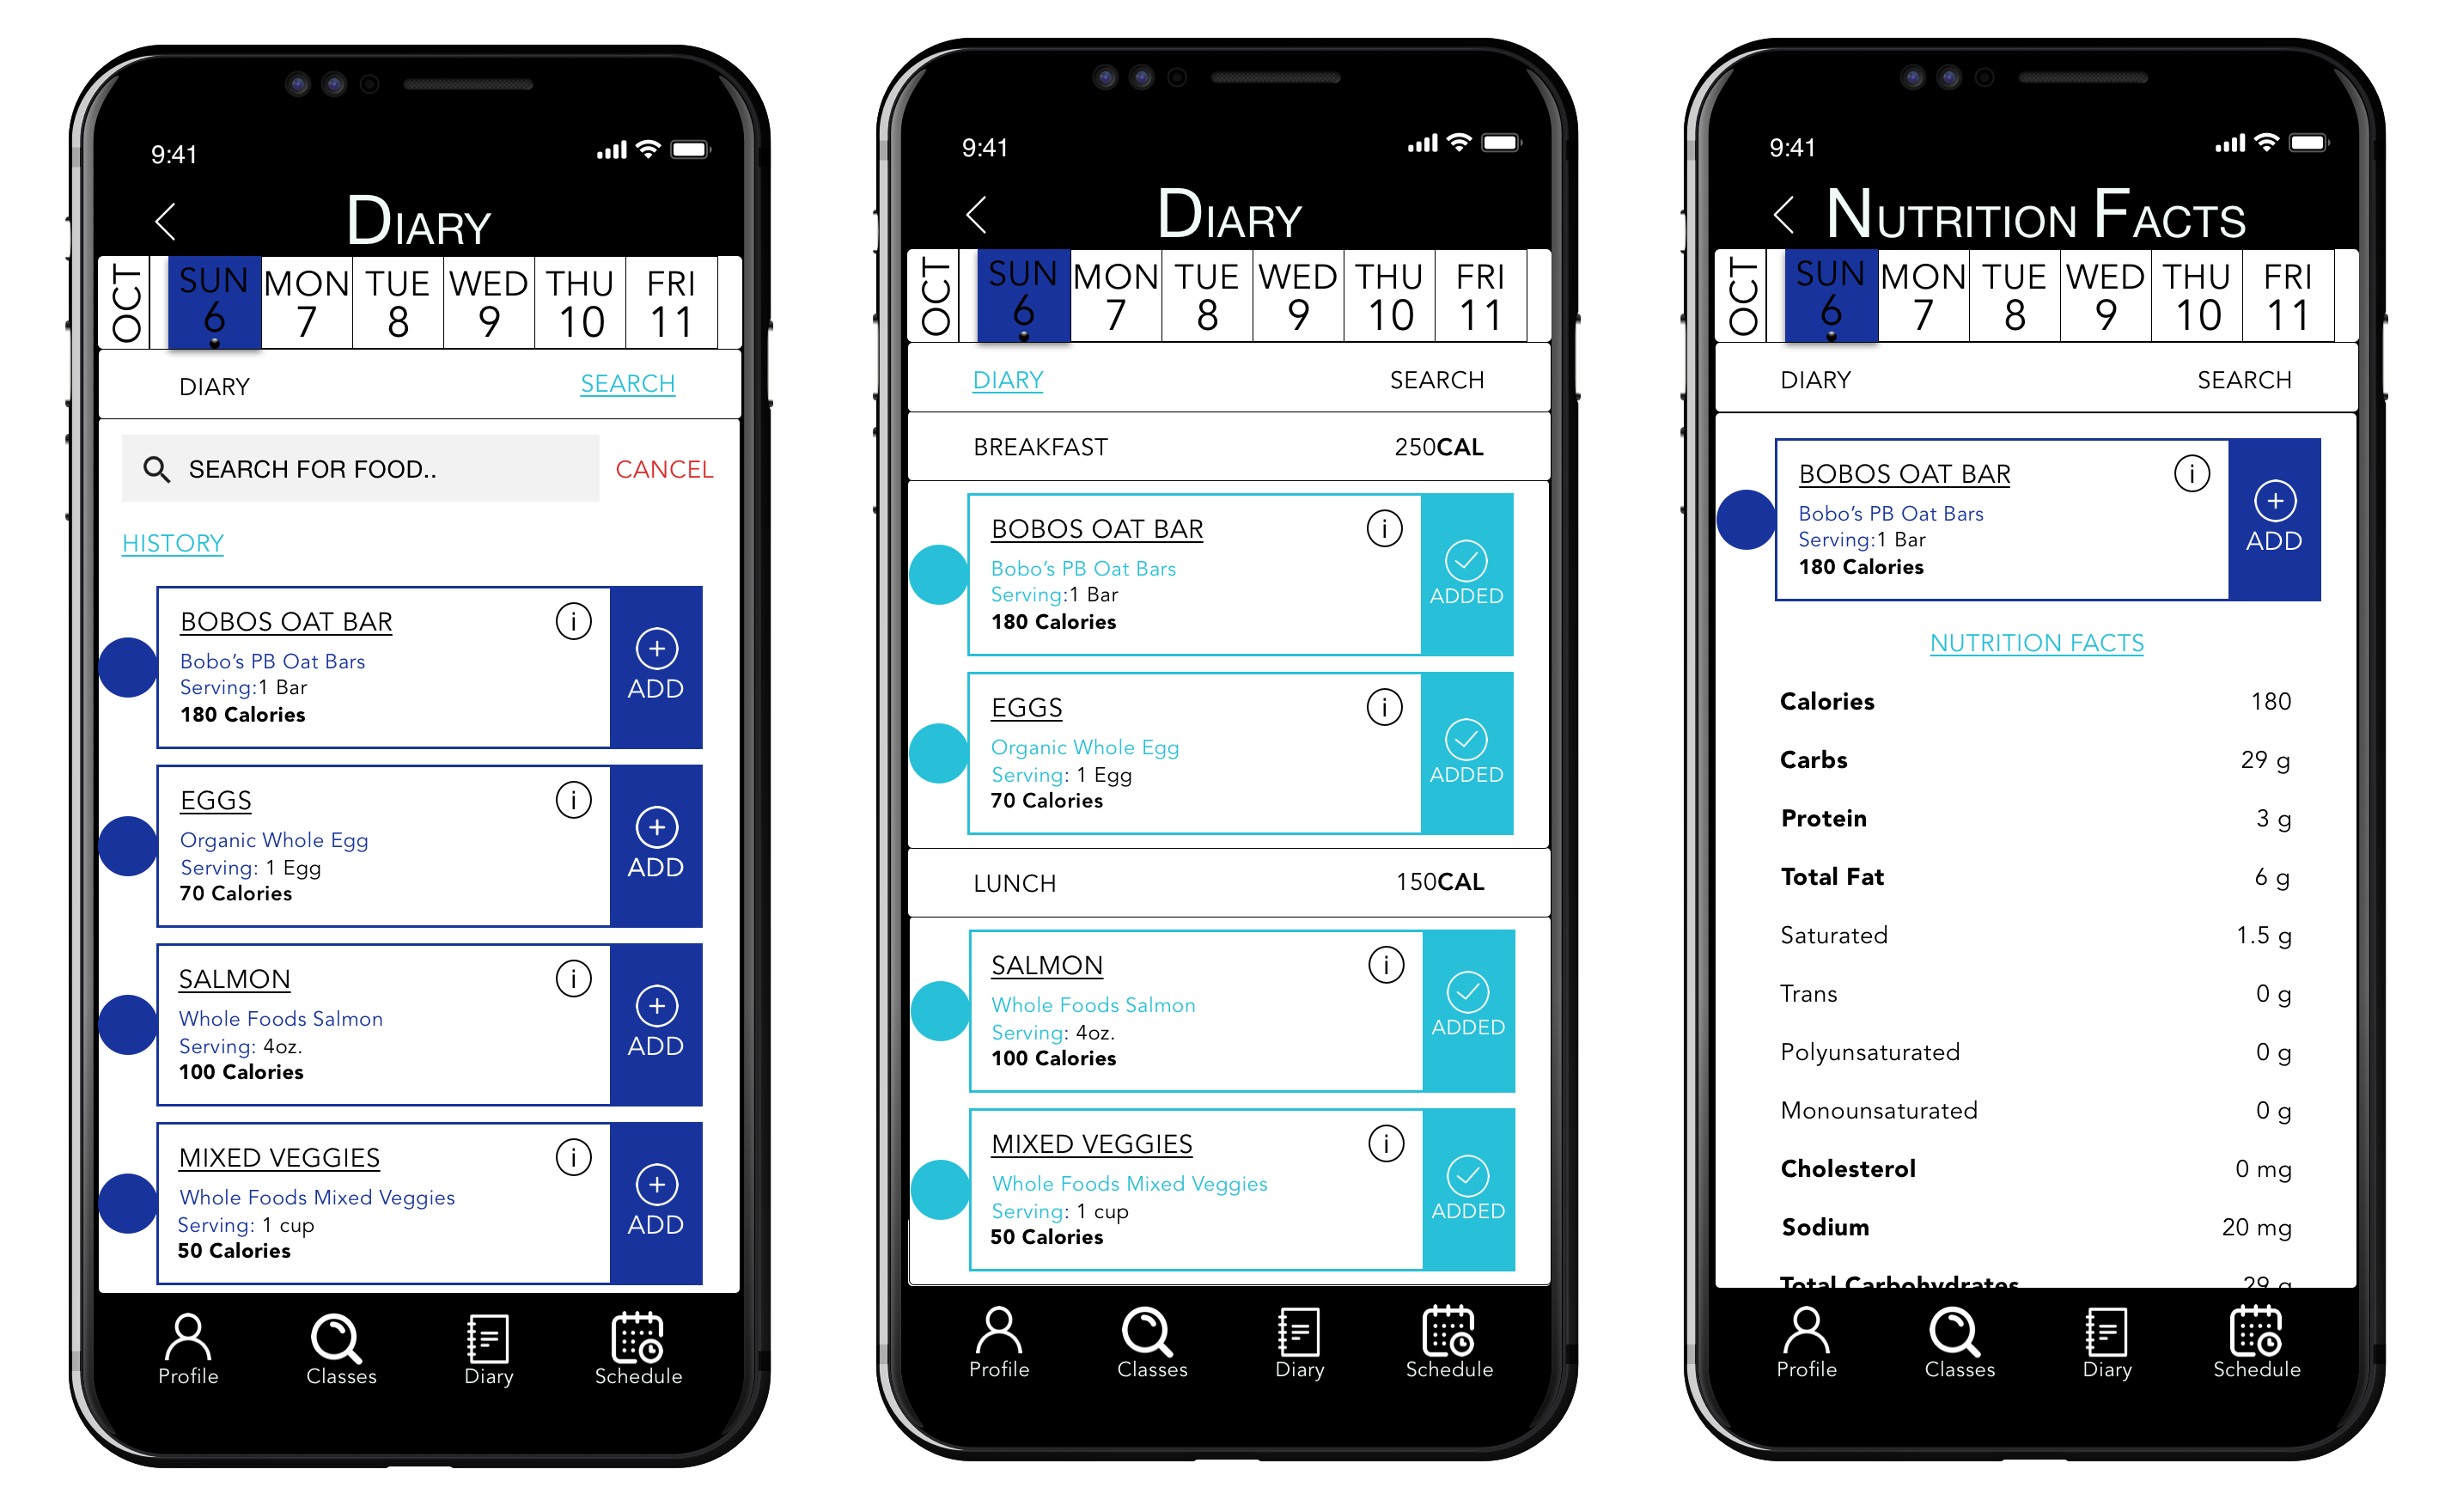 9:41
DIARY
OCT
SUN MON TUE WED THU FRI
6 7 8 9 10 11
DIARY SEARCH
SEARCH FOR FOOD.. CANCEL
HISTORY
BOBOS OAT BAR i
Bobo's PB Oat Bars
Serving:1 Bar
180 Calories
ADD
EGGS i
Organic Whole Egg
Serving: 1 Egg
70 Calories
ADD
SALMON i
Whole Foods Salmon
Serving: 4oz.
100 Calories
ADD
MIXED VEGGIES i
Whole Foods Mixed Veggies
Serving: 1 cup
50 Calories
ADD
Profile Classes Diary Schedule
9:41
DIARY
OCT
SUN MON TUE WED THU FRI
6 7 8 9 10 11
DIARY SEARCH
BREAKFAST 250CAL
BOBOS OAT BAR i
Bobo's PB Oat Bars
Serving:1 Bar
180 Calories
ADDED
EGGS i
Organic Whole Egg
Serving: 1 Egg
70 Calories
ADDED
LUNCH 150CAL
SALMON i
Whole Foods Salmon
Serving: 4oz.
100 Calories
ADDED
MIXED VEGGIES i
Whole Foods Mixed Veggies
Serving: 1 cup
50 Calories
ADDED
Profile Classes Diary Schedule
9:41
NUTRITION FACTS
OCT
SUN MON TUE WED THU FRI
6 7 8 9 10 11
DIARY SEARCH
BOBOS OAT BAR i
Bobo's PB Oat Bars
Serving:1 Bar
180 Calories
ADD
NUTRITION FACTS
Calories 180
Carbs 29 g
Protein 3 g
Total Fat 6 g
Saturated 1.5 g
Trans 0 g
Polyunsaturated 0 g
Monounsaturated 0 g
Cholesterol 0 mg
Sodium 20 mg
Total Carbohydrates 29 g
Profile Classes Diary Schedule